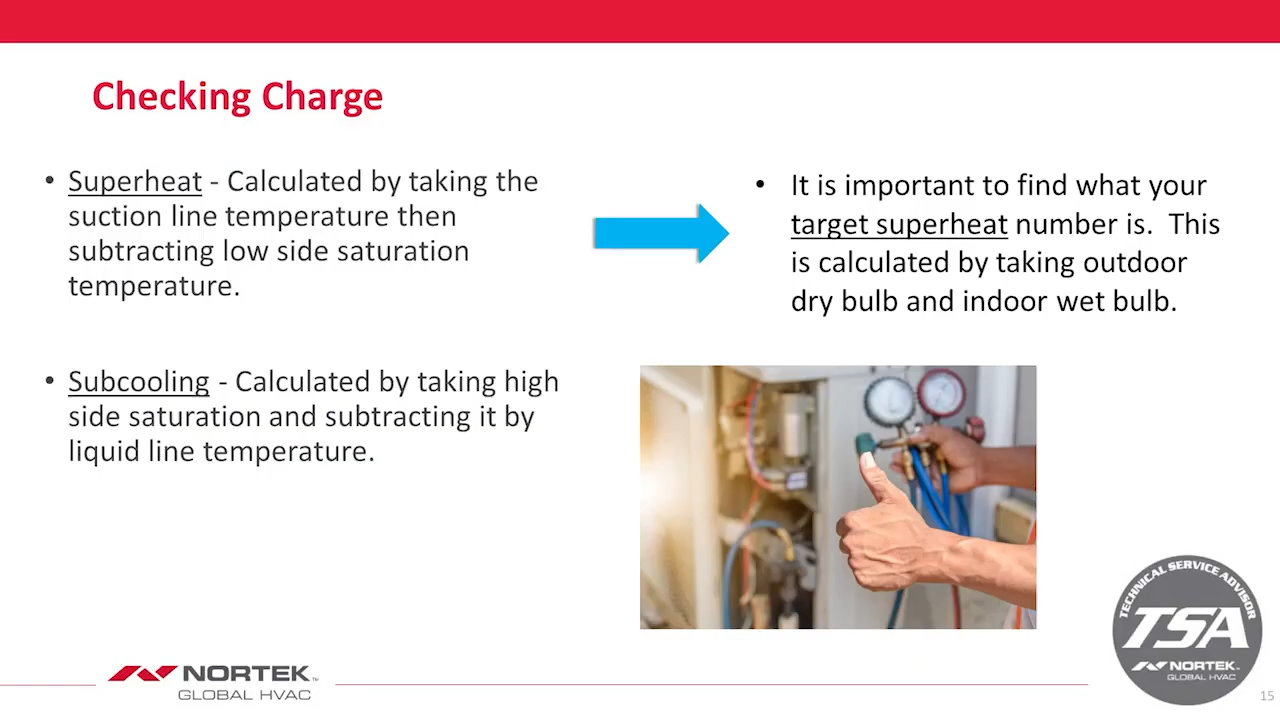 Checking Charge
• Superheat - Calculated by taking the
suction line temperature then
subtracting low side saturation
temperature.
• Subcooling - Calculated by taking high
side saturation and subtracting it by
liquid line temperature.
• It is important to find what your
target superheat number is. This
is calculated by taking outdoor
dry bulb and indoor wet bulb.
NORTEK™
GLOBAL HVAC
TECHNICAL SERVICE ADVISOR
TSA
NORTEK™
GLOBAL HVAC
15